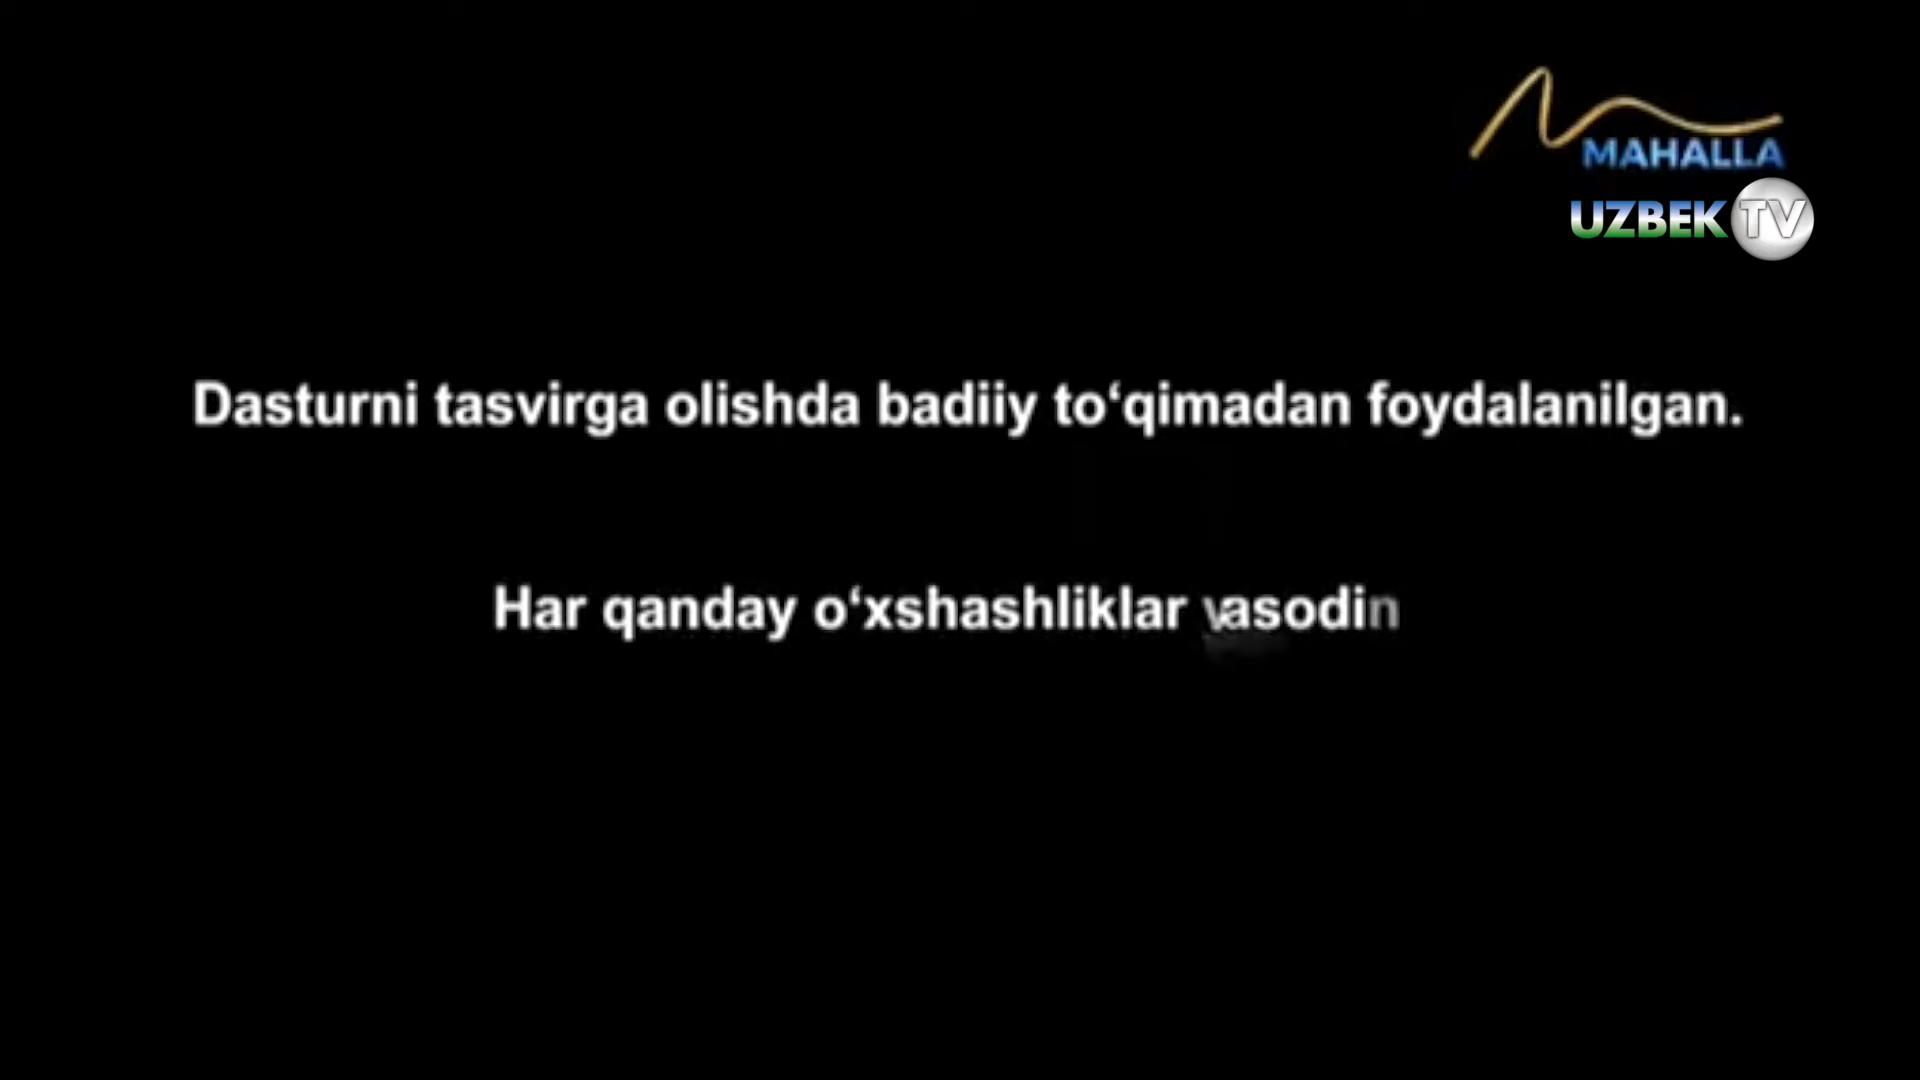 MAHALLA
UZBEK TV
Dasturni tasvirga olishda badiiy to‘qimadan foydalanilgan.
Har qanday o‘xshashliklar